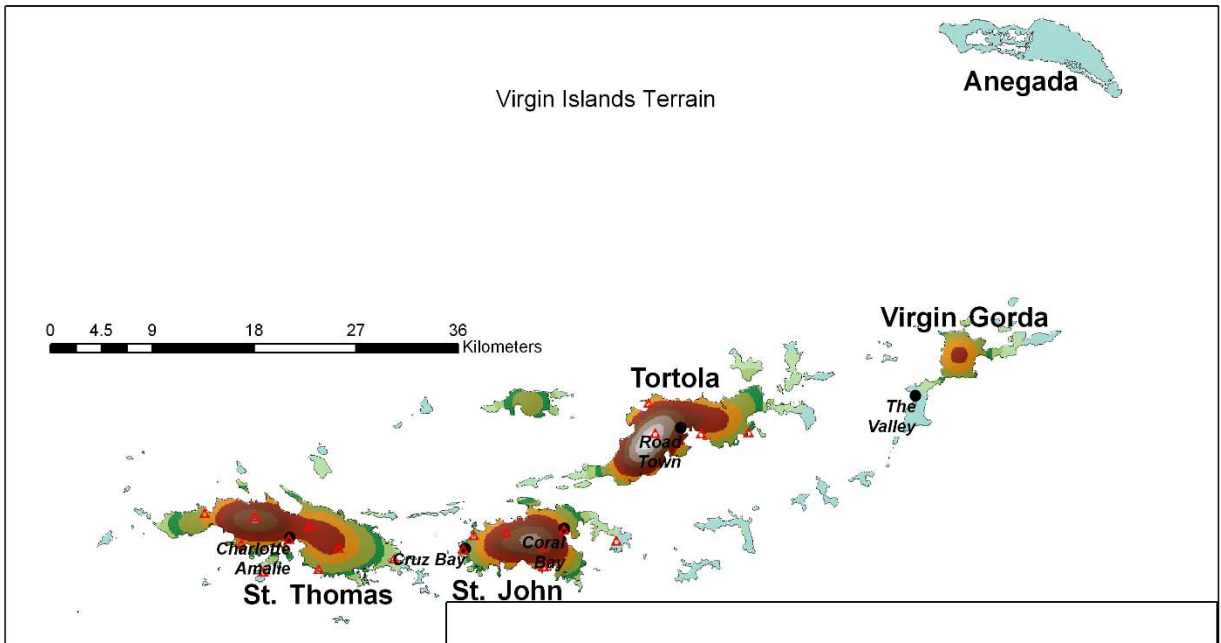 Anegada
Virgin Islands Terrain
Virgin Gorda
0 4.5 9 18 27 36
Kilometers
Tortola
The
Valley
Road
Town
Charlotte
Amalie
Cruz Bay
Coral
Bay
St. Thomas
St. John